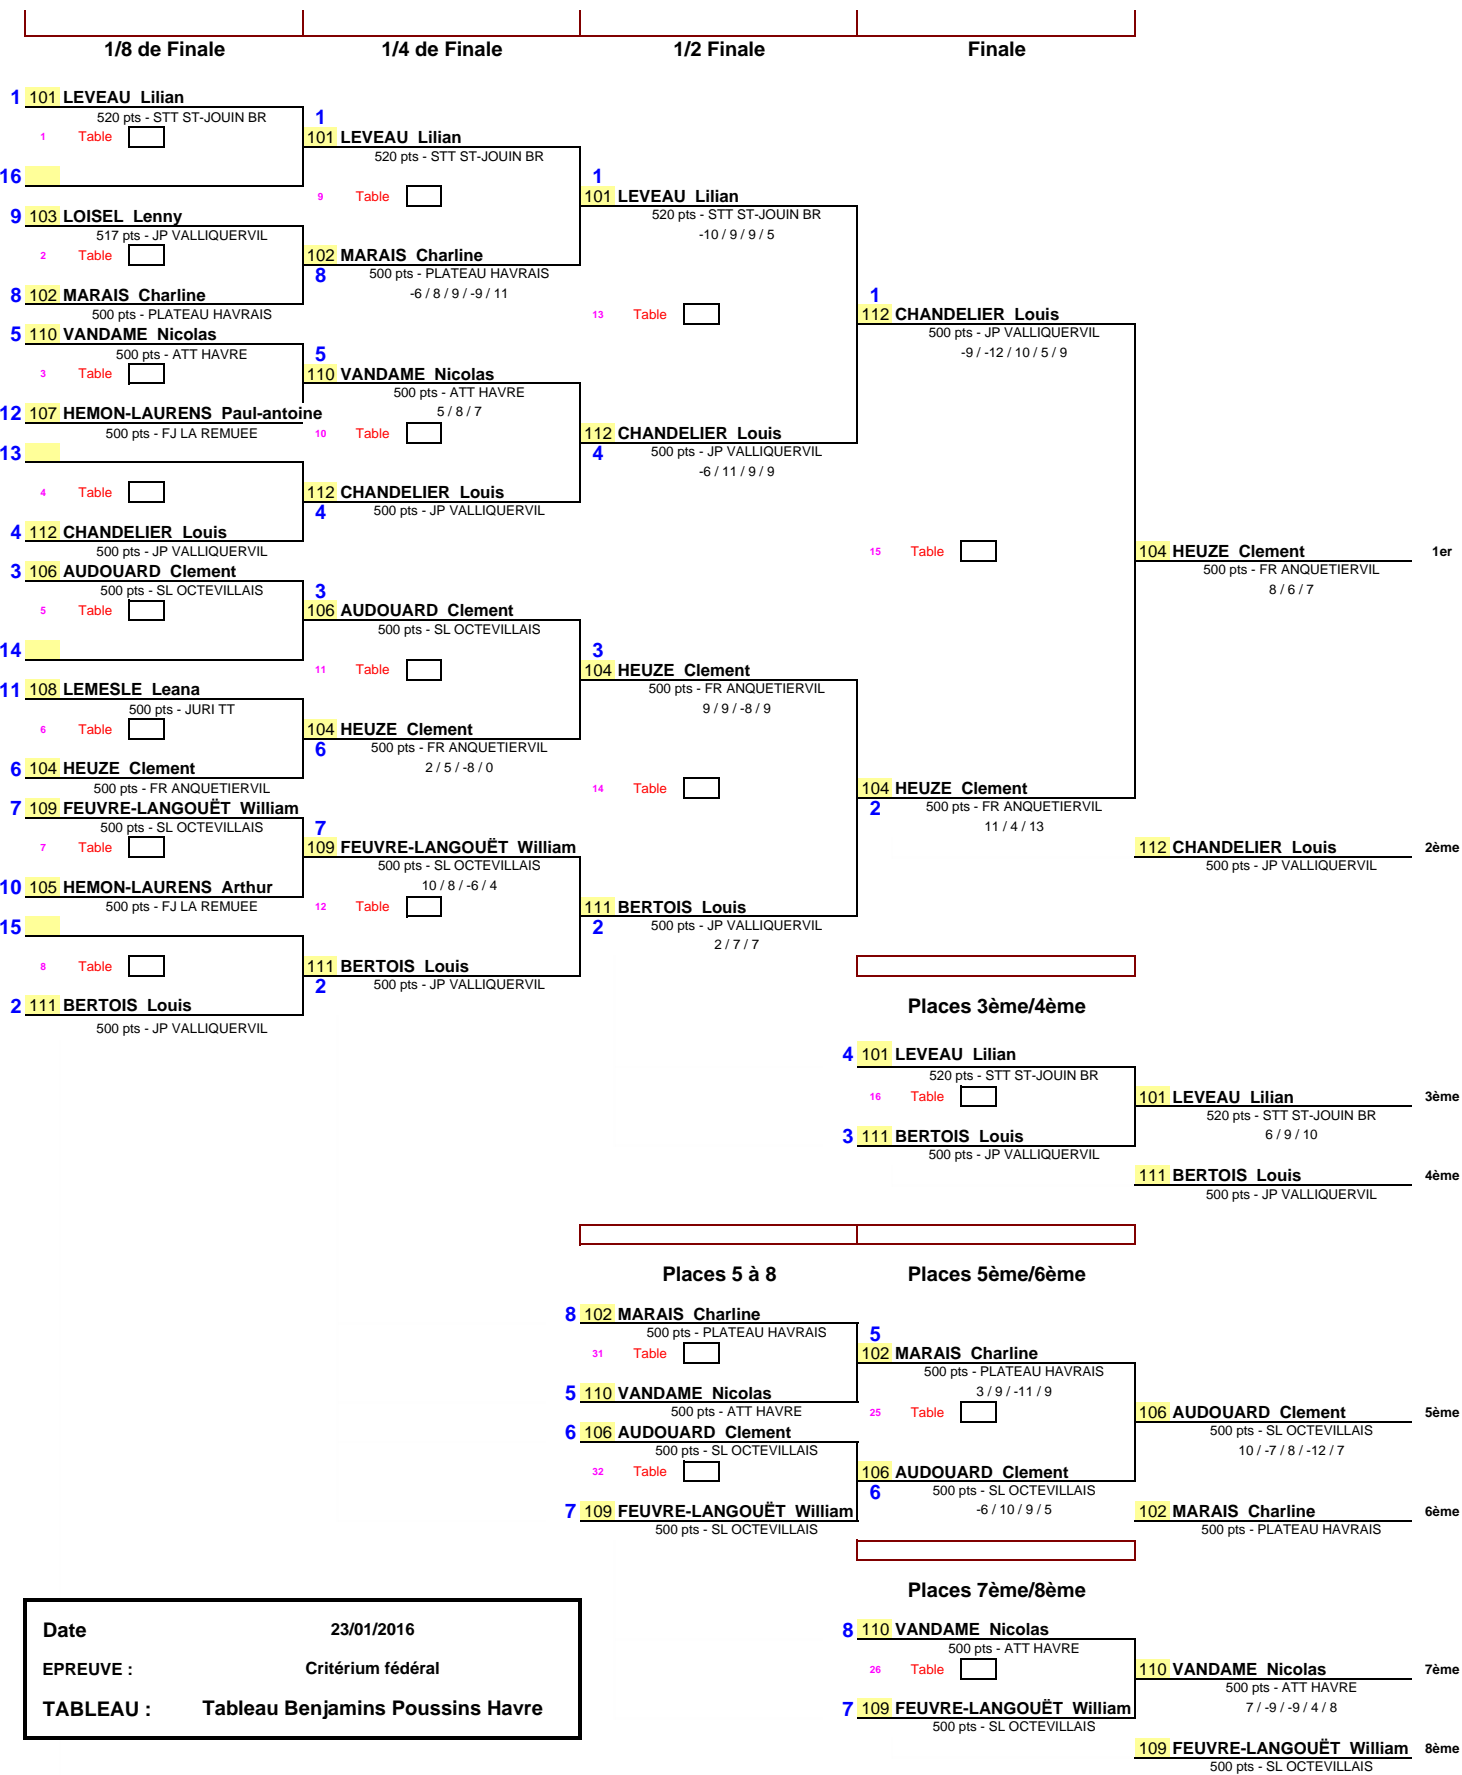 1/8 de Finale
1/4 de Finale
1/2 Finale
Finale
1 101 LEVEAU Lilian
520 pts - STT ST-JOUIN BR
1 Table
16
9 103 LOISEL Lenny
517 pts - JP VALLIQUERVIL
2 Table
8 102 MARAIS Charline
500 pts - PLATEAU HAVRAIS
5 110 VANDAME Nicolas
500 pts - ATT HAVRE
3 Table
12 107 HEMON-LAURENS Paul-antoine
500 pts - FJ LA REMUEE
13
4 Table
4 112 CHANDELIER Louis
500 pts - JP VALLIQUERVIL
3 106 AUDOUARD Clement
500 pts - SL OCTEVILLAIS
5 Table
14
11 108 LEMESLE Leana
500 pts - JURI TT
6 Table
6 104 HEUZE Clement
500 pts - FR ANQUETIERVIL
7 109 FEUVRE-LANGOUËT William
500 pts - SL OCTEVILLAIS
7 Table
10 105 HEMON-LAURENS Arthur
500 pts - FJ LA REMUEE
15
8 Table
2 111 BERTOIS Louis
500 pts - JP VALLIQUERVIL
1
101 LEVEAU Lilian
520 pts - STT ST-JOUIN BR
9 Table
102 MARAIS Charline
8 500 pts - PLATEAU HAVRAIS
-6 / 8 / 9 / -9 / 11
5
110 VANDAME Nicolas
500 pts - ATT HAVRE
5 / 8 / 7
10 Table
112 CHANDELIER Louis
4 500 pts - JP VALLIQUERVIL
3
106 AUDOUARD Clement
500 pts - SL OCTEVILLAIS
11 Table
104 HEUZE Clement
6 500 pts - FR ANQUETIERVIL
2 / 5 / -8 / 0
7
109 FEUVRE-LANGOUËT William
500 pts - SL OCTEVILLAIS
10 / 8 / -6 / 4
12 Table
111 BERTOIS Louis
2 500 pts - JP VALLIQUERVIL
1
101 LEVEAU Lilian
520 pts - STT ST-JOUIN BR
-10 / 9 / 9 / 5
13 Table
112 CHANDELIER Louis
4 500 pts - JP VALLIQUERVIL
-6 / 11 / 9 / 9
3
104 HEUZE Clement
500 pts - FR ANQUETIERVIL
9 / 9 / -8 / 9
14 Table
111 BERTOIS Louis
2 500 pts - JP VALLIQUERVIL
2 / 7 / 7
1
112 CHANDELIER Louis
500 pts - JP VALLIQUERVIL
-9 / -12 / 10 / 5 / 9
15 Table
104 HEUZE Clement
2 500 pts - FR ANQUETIERVIL
11 / 4 / 13
104 HEUZE Clement 1er
500 pts - FR ANQUETIERVIL
8 / 6 / 7
112 CHANDELIER Louis 2ème
500 pts - JP VALLIQUERVIL
Places 3ème/4ème
4 101 LEVEAU Lilian
520 pts - STT ST-JOUIN BR
16 Table
3 111 BERTOIS Louis
500 pts - JP VALLIQUERVIL
101 LEVEAU Lilian 3ème
520 pts - STT ST-JOUIN BR
6 / 9 / 10
111 BERTOIS Louis 4ème
500 pts - JP VALLIQUERVIL
Places 5 à 8
Places 5ème/6ème
8 102 MARAIS Charline
500 pts - PLATEAU HAVRAIS
31 Table
5 110 VANDAME Nicolas
500 pts - ATT HAVRE
6 106 AUDOUARD Clement
500 pts - SL OCTEVILLAIS
32 Table
7 109 FEUVRE-LANGOUËT William
500 pts - SL OCTEVILLAIS
5
102 MARAIS Charline
500 pts - PLATEAU HAVRAIS
3 / 9 / -11 / 9
25 Table
106 AUDOUARD Clement
6 500 pts - SL OCTEVILLAIS
-6 / 10 / 9 / 5
106 AUDOUARD Clement 5ème
500 pts - SL OCTEVILLAIS
10 / -7 / 8 / -12 / 7
102 MARAIS Charline 6ème
500 pts - PLATEAU HAVRAIS
Places 7ème/8ème
8 110 VANDAME Nicolas
500 pts - ATT HAVRE
26 Table
7 109 FEUVRE-LANGOUËT William
500 pts - SL OCTEVILLAIS
110 VANDAME Nicolas 7ème
500 pts - ATT HAVRE
7 / -9 / -9 / 4 / 8
109 FEUVRE-LANGOUËT William 8ème
500 pts - SL OCTEVILLAIS
Date 23/01/2016
EPREUVE : Critérium fédéral
TABLEAU : Tableau Benjamins Poussins Havre